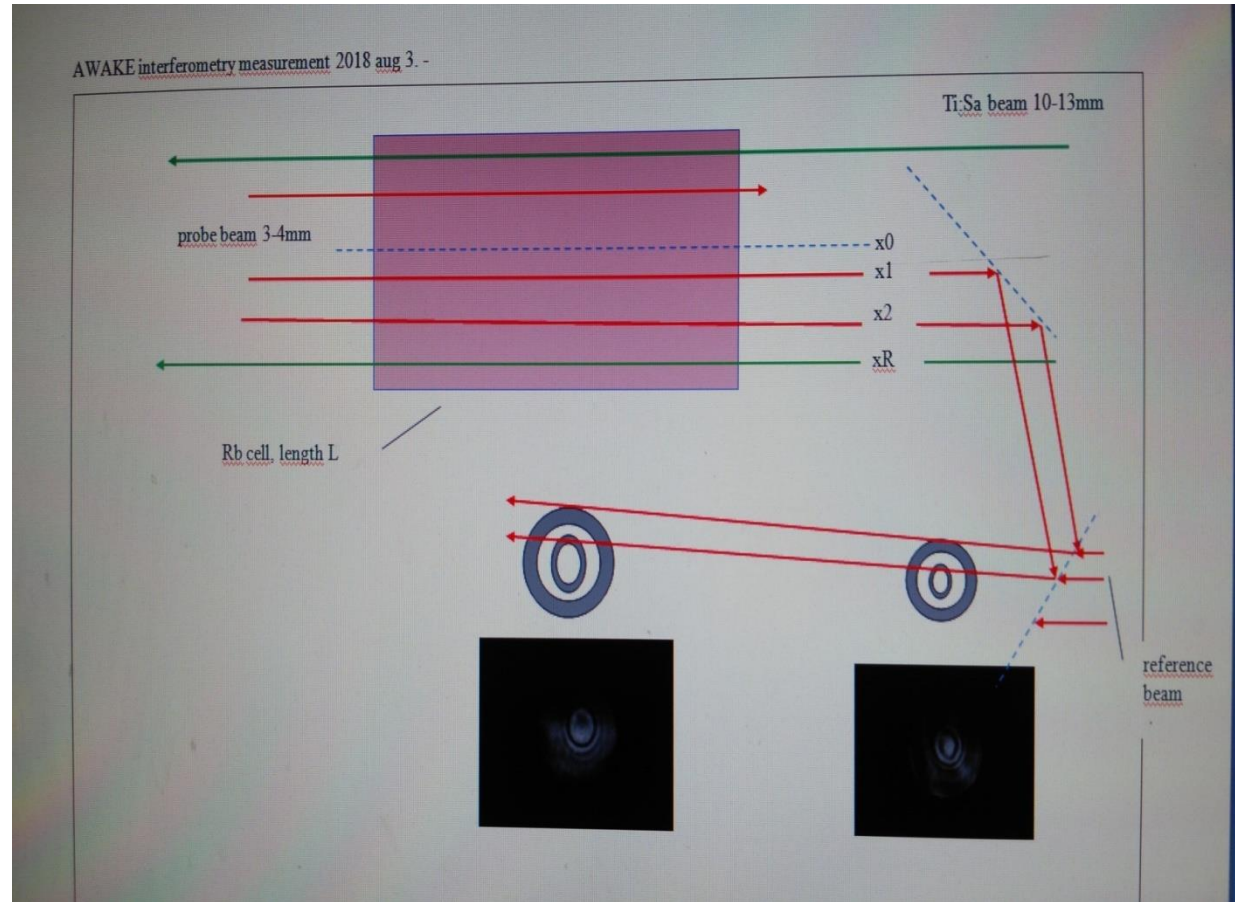 AWAKE interferometry measurement 2018 aug 3. -
Ti:Sa beam 10-13mm
probe beam 3-4mm
x0
x1
x2
xR
Rb cell, length L
reference
beam